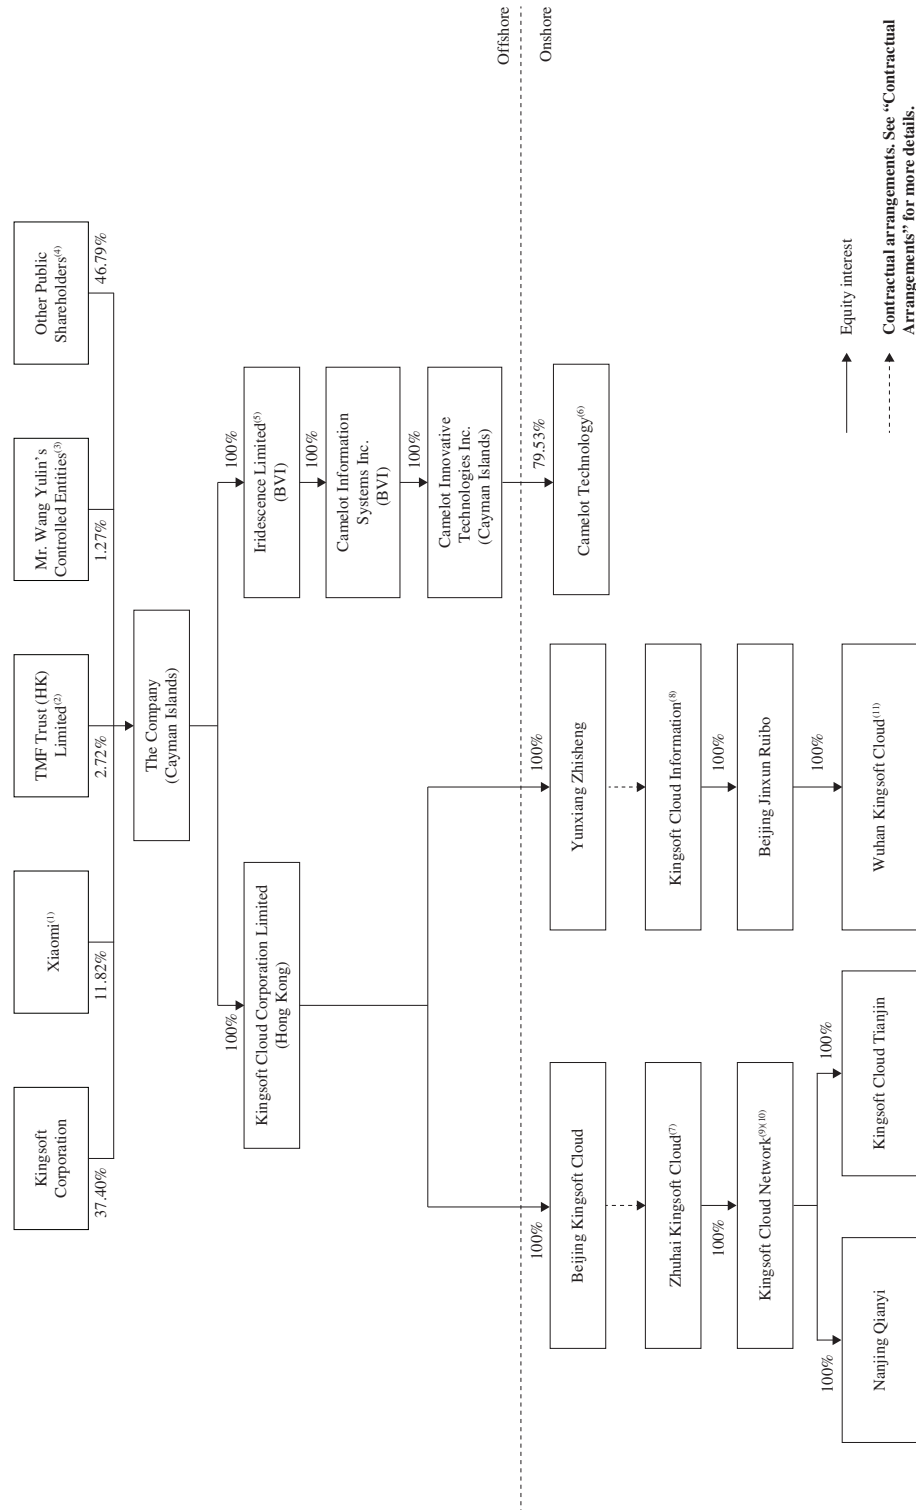 Kingsoft
Corporation
Xiaomi(1)
TMF Trust (HK)
Limited(2)
Mr. Wang Yulin's
Controlled Entities(3)
Other Public
Shareholders(4)
37.40%
11.82%
2.72%
1.27%
46.79%
The Company
(Cayman Islands)
100%
100%
Kingsoft Cloud Corporation Limited
(Hong Kong)
Iridescence Limited(5)
(BVI)
100%
Camelot Information
Systems Inc.
(BVI)
100%
Camelot Innovative
Technologies Inc.
(Cayman Islands)
Offshore
Onshore
100%
100%
79.53%
Beijing Kingsoft Cloud
Yunxiang Zhisheng
Camelot Technology(6)
Zhuhai Kingsoft Cloud(7)
Kingsoft Cloud Information(8)
100%
100%
Kingsoft Cloud Network(9)(10)
Beijing Jinxun Ruibo
100%
100%
100%
Nanjing Qianyi
Kingsoft Cloud Tianjin
Wuhan Kingsoft Cloud(11)
Equity interest
Contractual arrangements. See “Contractual
Arrangements” for more details.